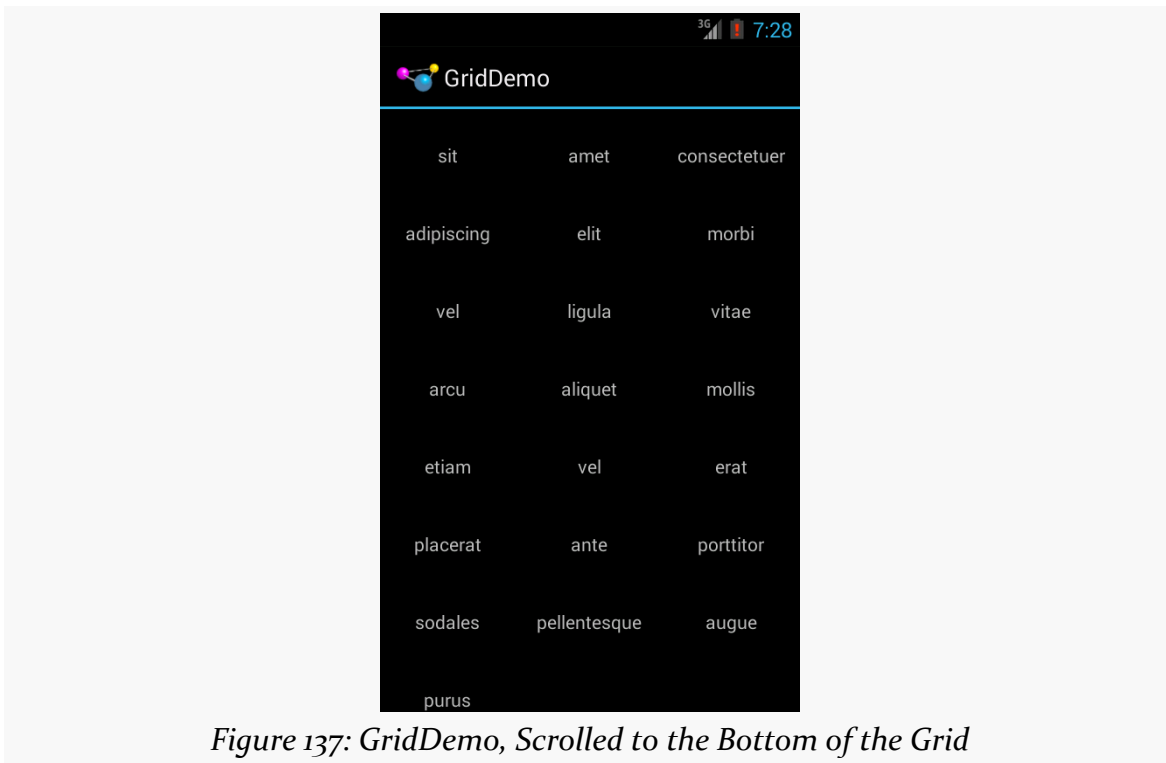 3G 7:28
GridDemo
sit amet consectetuer
adipiscing elit morbi
vel ligula vitae
arcu aliquet mollis
etiam vel erat
placerat ante porttitor
sodales pellentesque augue
purus
Figure 137: GridDemo, Scrolled to the Bottom of the Grid